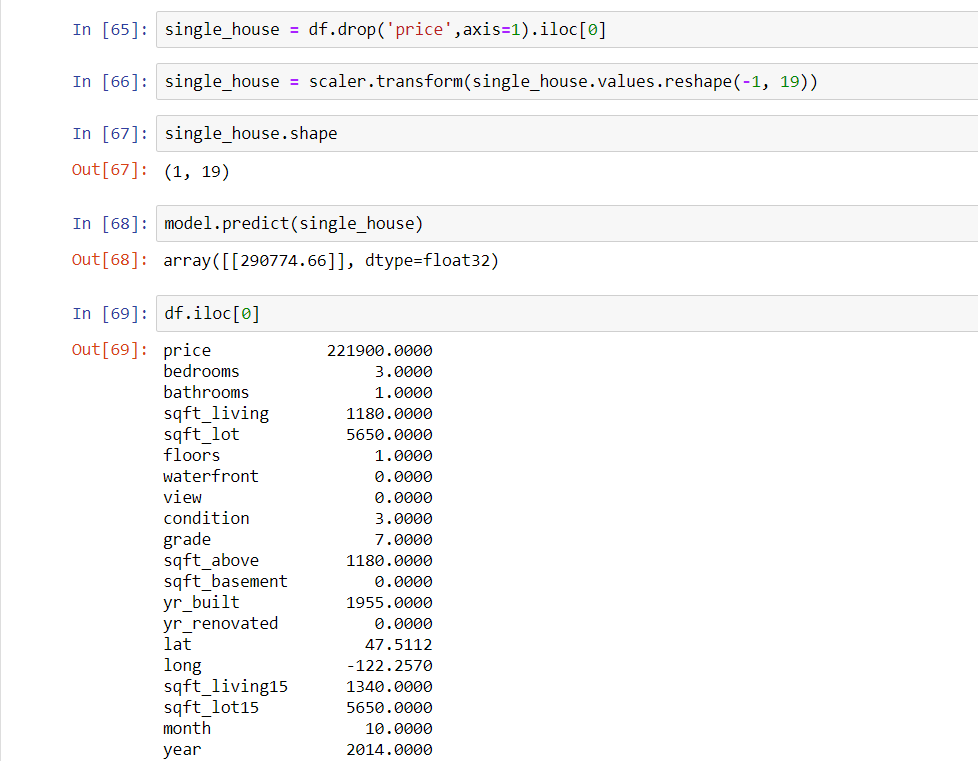 In [65]: single_house = df.drop('price',axis=1).iloc[0]
In [66]: single_house = scaler.transform(single_house.values.reshape(-1, 19))
In [67]: single_house.shape
Out[67]: (1, 19)
In [68]: model.predict(single_house)
Out[68]: array([[290774.66]], dtype=float32)
In [69]: df.iloc[0]
Out[69]: price 221900.0000
bedrooms 3.0000
bathrooms 1.0000
sqft_living 1180.0000
sqft_lot 5650.0000
floors 1.0000
waterfront 0.0000
view 0.0000
condition 3.0000
grade 7.0000
sqft_above 1180.0000
sqft_basement 0.0000
yr_built 1955.0000
yr_renovated 0.0000
lat 47.5112
long -122.2570
sqft_living15 1340.0000
sqft_lot15 5650.0000
month 10.0000
year 2014.0000